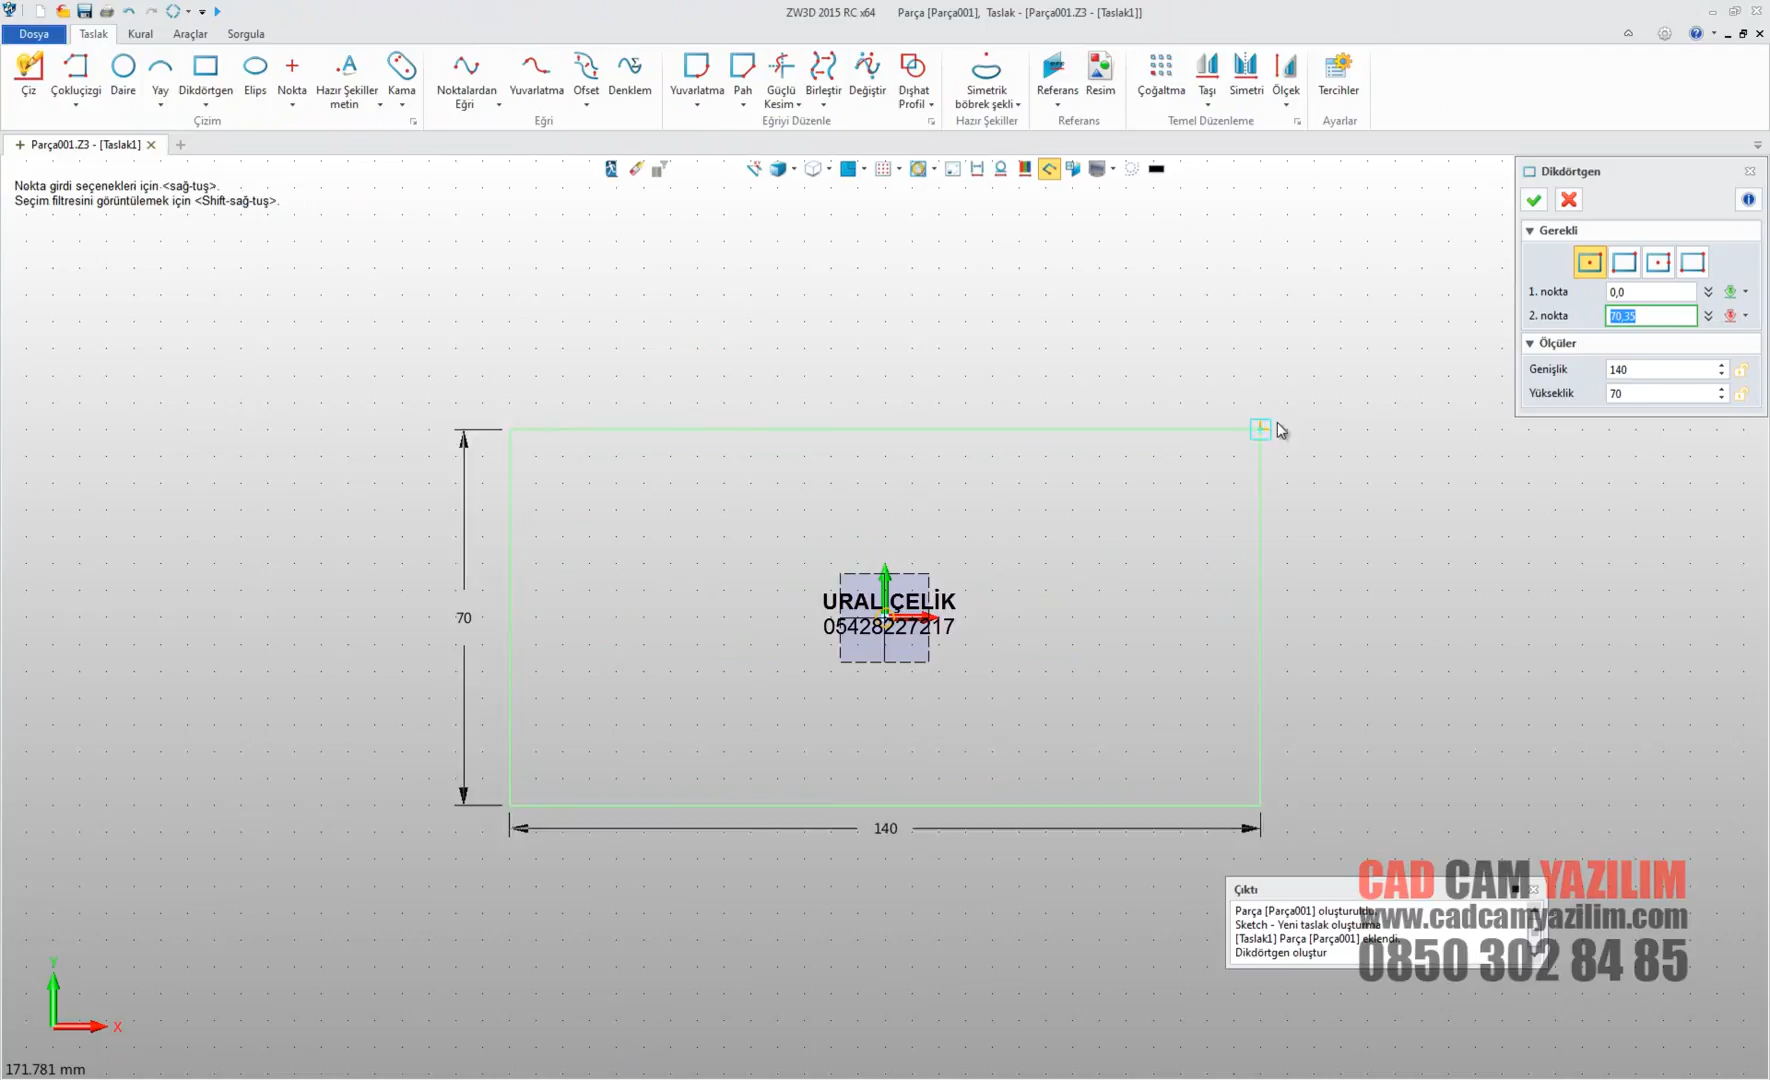 ZW3D 2015 RC x64 Parça [Parça001], Taslak - [Parça001.Z3 - [Taslak1]]
Dosya Taslak Kural Araçlar Sorgula
Çiz Çokluçizgi Daire Yay Dikdörtgen Elips Nokta Hazır Şekiller metin Kama
Noktalardan Eğri Yuvarlatma Ofset Denklem
Yuvarlatma Pah Güçlü Kesim Birleştir Değiştir Dışhat Profil
Simetrik böbrek şekli
Referans Resim
Çoğaltma Taşı Simetri Ölçek
Tercihler
Çizim Eğri Eğriyi Düzenle Hazır Şekiller Referans Temel Düzenleme Ayarlar
Parça001.Z3 - [Taslak1]
Nokta girdi seçenekleri için <sağ-tuş>.
Seçim filtresini görüntülemek için <Shift-sağ-tuş>.
Dikdörtgen
Gerekli
1. nokta 0,0
2. nokta 70,35
Ölçüler
Genişlik 140
Yükseklik 70
70
URAL ÇELİK
05428227217
140
Çıktı
Parça [Parça001] oluşturuldu.
Sketch - Yeni taslak oluşturma
[Taslak1] Parça [Parça001] eklendi.
Dikdörtgen oluştur
CAD CAM YAZILIM
www.cadcamyazilim.com
0850 302 84 85
Y
X
171.781 mm